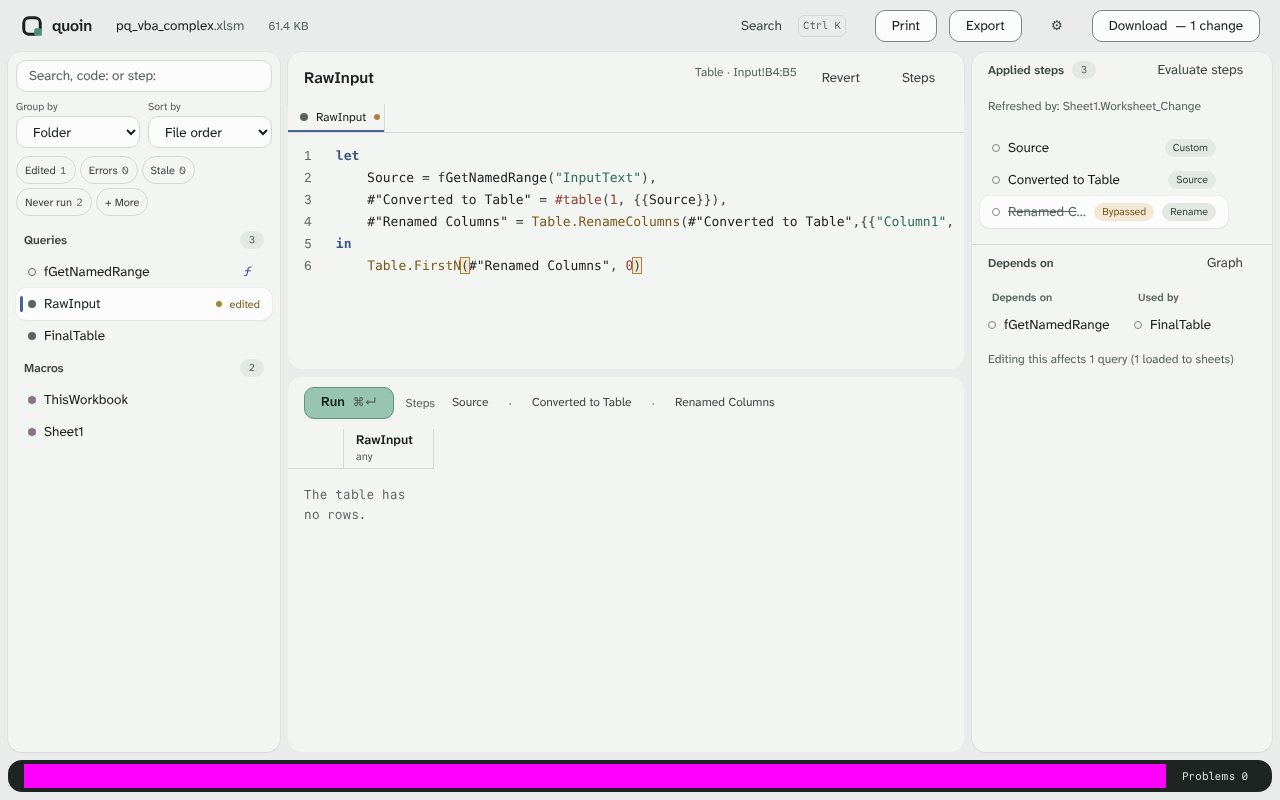 quoin pq_vba_complex.xlsm 61.4 KB Search Ctrl K Print Export ⚙ Download — 1 change
Search, code: or step:
Group by Sort by
Folder File order
Edited 1 Errors 0 Stale 0
Never run 2 + More
Queries 3
fGetNamedRange ƒ
RawInput edited
FinalTable
Macros 2
ThisWorkbook
Sheet1
RawInput Table · Input!B4:B5 Revert Steps
RawInput
1 let
2 Source = fGetNamedRange("InputText"),
3 #"Converted to Table" = #table(1, {{Source}}),
4 #"Renamed Columns" = Table.RenameColumns(#"Converted to Table",{{"Column1",
5 in
6 Table.FirstN(#"Renamed Columns", 0)
Run ⌘↵ Steps Source · Converted to Table · Renamed Columns
RawInput
any
The table has
no rows.
Applied steps 3 Evaluate steps
Refreshed by: Sheet1.Worksheet_Change
Source Custom
Converted to Table Source
Renamed C... Bypassed Rename
Depends on Graph
Depends on Used by
fGetNamedRange FinalTable
Editing this affects 1 query (1 loaded to sheets)
Problems 0